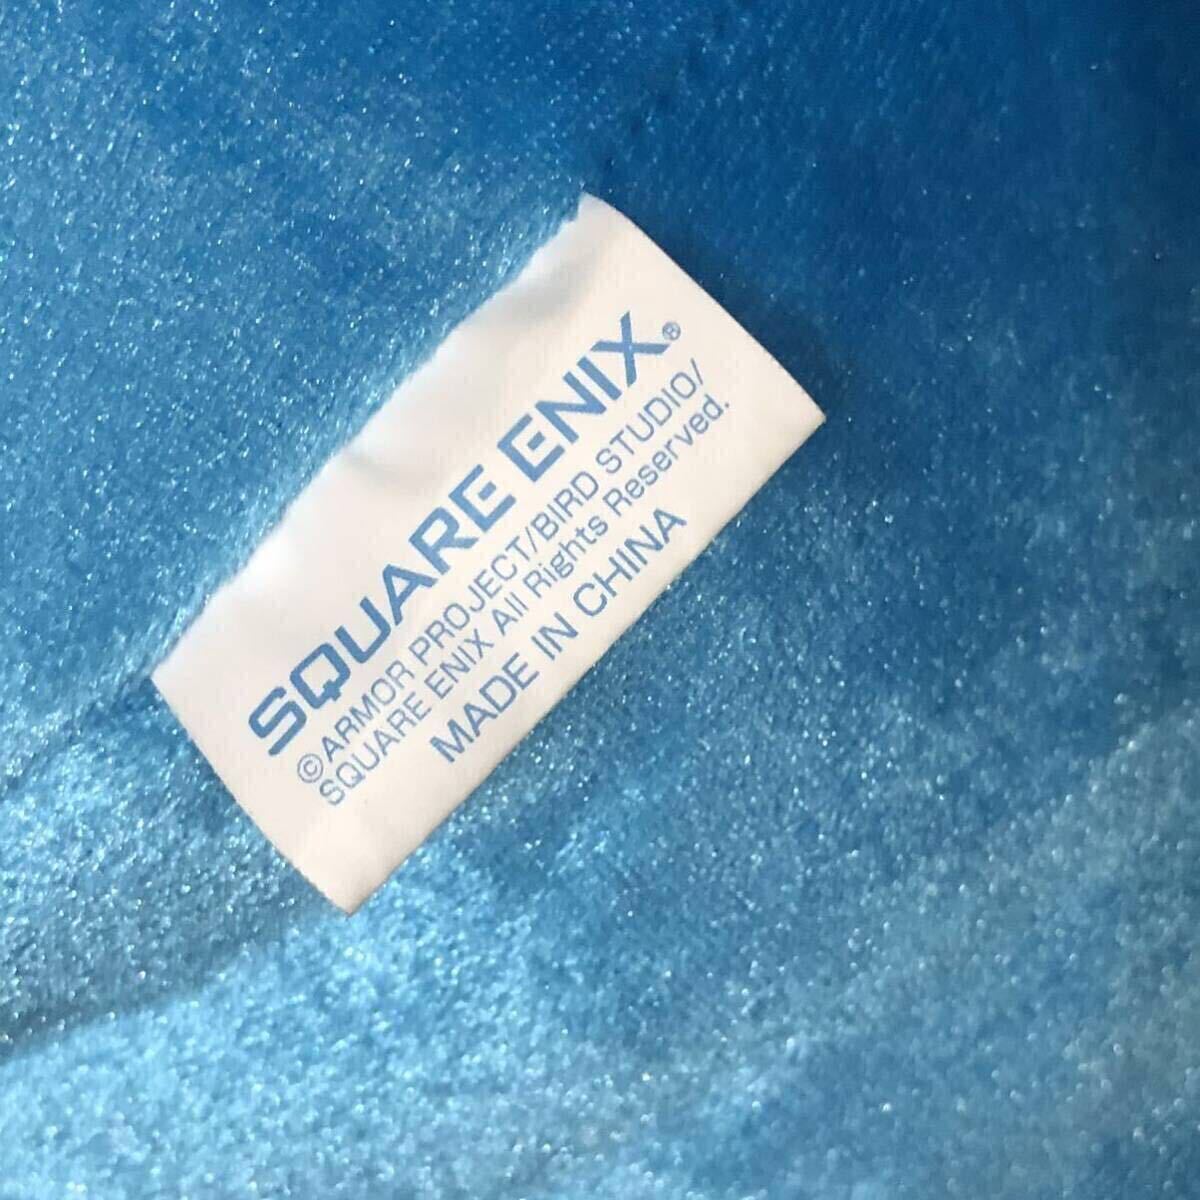 SQUARE ENIX®
©ARMOR PROJECT/BIRD STUDIO/
SQUARE ENIX All Rights Reserved.
MADE IN CHINA